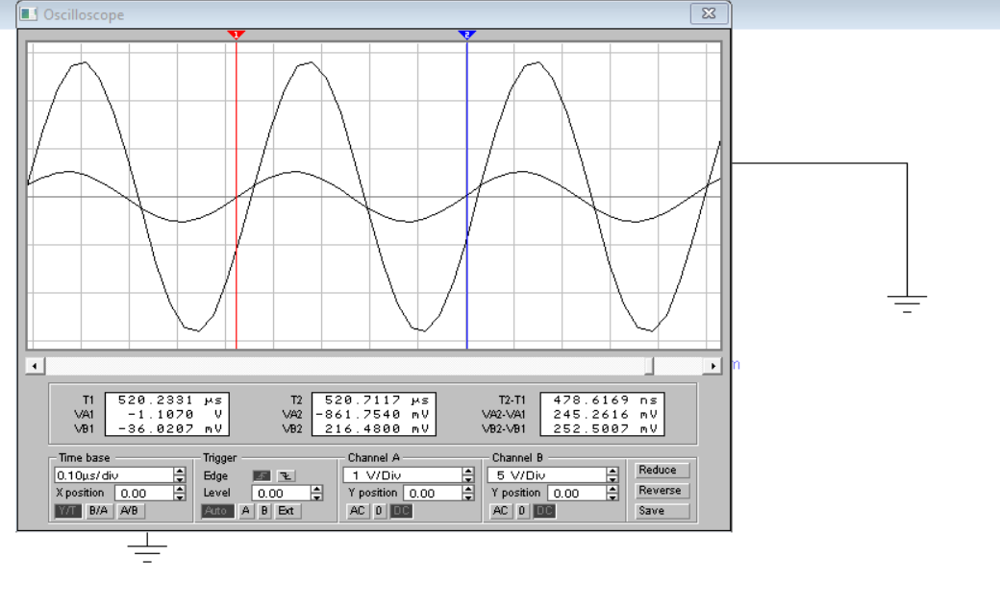 Oscilloscope
1 2
m
T1 520.2331 µs T2 520.7117 µs T2-T1 478.6169 ns
VA1 -1.1070 V VA2 -861.7540 mV VA2-VA1 245.2616 mV
VB1 -36.0207 mV VB2 216.4800 mV VB2-VB1 252.5007 mV
Time base Trigger Channel A Channel B
0.10µs/div Edge 1 V/Div 5 V/Div Reduce
X position 0.00 Level 0.00 Y position 0.00 Y position 0.00 Reverse
Y/T B/A A/B Auto A B Ext AC 0 DC AC 0 DC Save